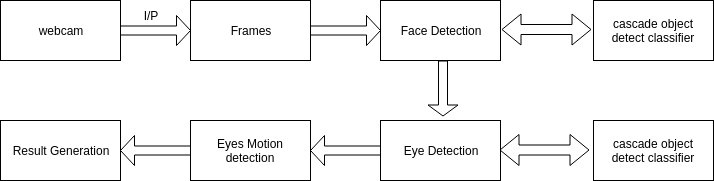 webcam
I/P
Frames
Face Detection
cascade object
detect classifier
Result Generation
Eyes Motion
detection
Eye Detection
cascade object
detect classifier